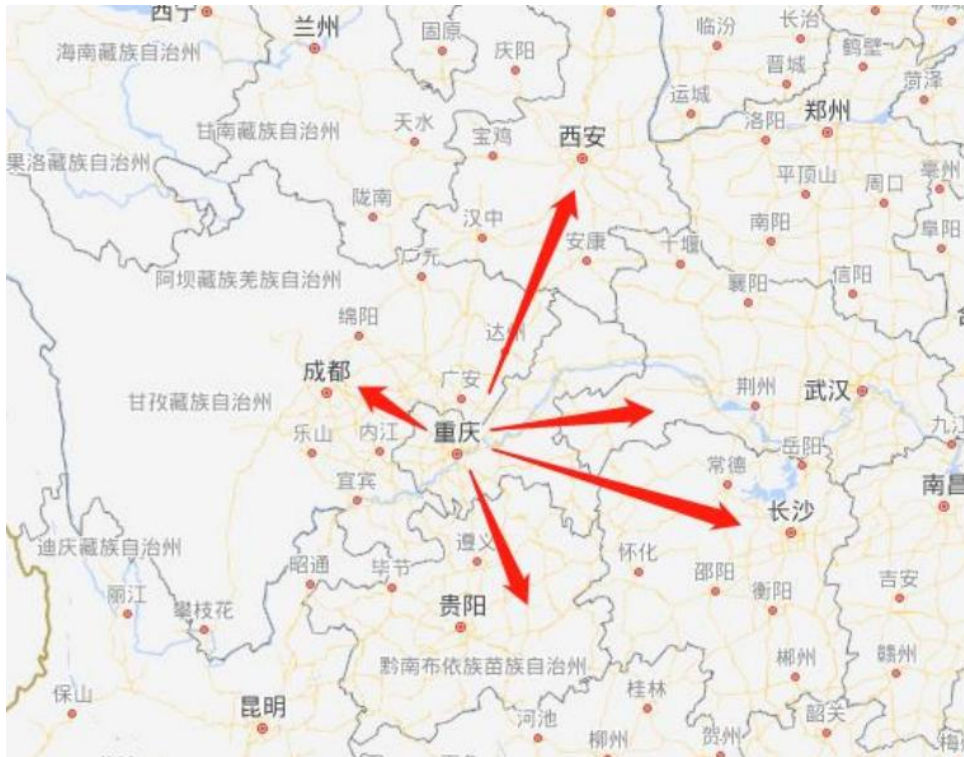 西宁
兰州
固原
庆阳
临汾
长治
鹤壁
海南藏族自治州
晋城
菏泽
运城
郑州
洛阳
甘南藏族自治州
天水
宝鸡
西安
果洛藏族自治州
平顶山
周口
亳州
陇南
汉中
南阳
阜阳
安康
十堰
广元
信阳
阿坝藏族羌族自治州
襄阳
绵阳
达州
成都
广安
荆州
武汉
甘孜藏族自治州
乐山
内江
重庆
九江
岳阳
常德
宜宾
南昌
长沙
迪庆藏族自治州
遵义
怀化
昭通
毕节
邵阳
衡阳
吉安
丽江
攀枝花
贵阳
黔南布依族苗族自治州
郴州
赣州
保山
桂林
昆明
河池
韶关
柳州
贺州